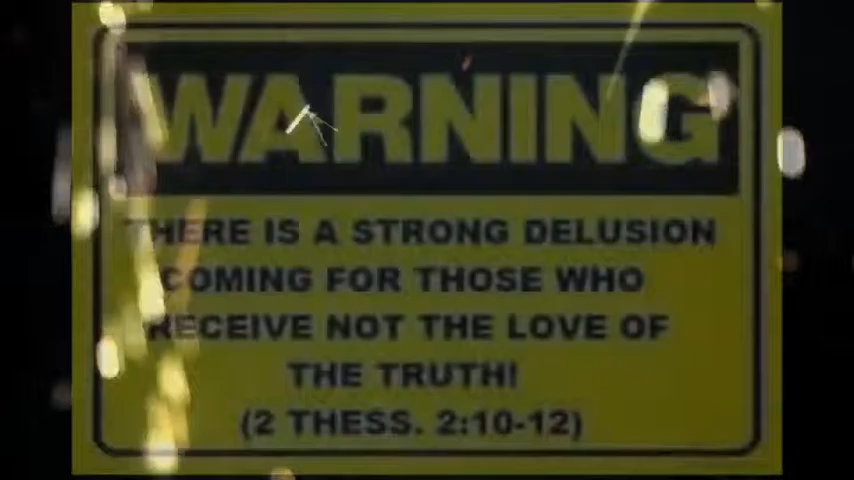 WARNING
THERE IS A STRONG DELUSION
COMING FOR THOSE WHO
RECEIVE NOT THE LOVE OF
THE TRUTH!
(2 THESS. 2:10-12)